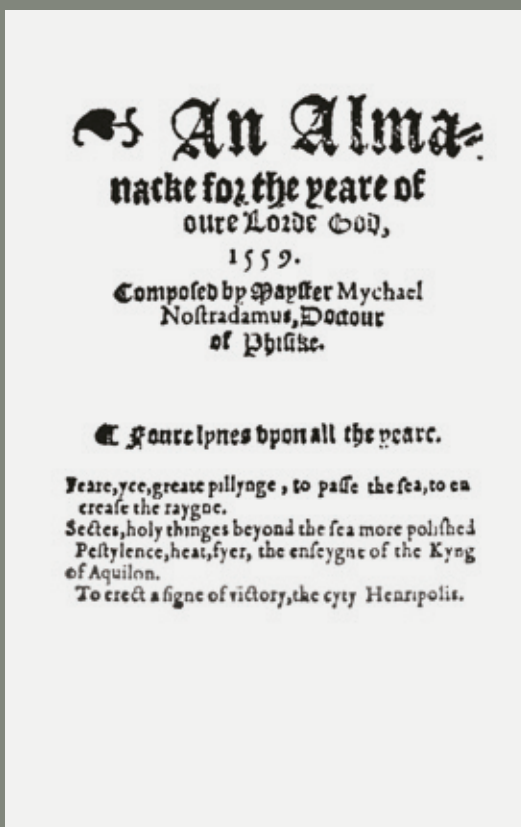 An Alma=
nacke for the yeare of
oure Lorde God,
1559.
Composed by Mayster Mychael
Nostradamus, Doctour
of Phisike.
¶ Foure lynes vpon all the yeare.
Feare, yce, greate pillynge, to passe the sea, to en
crease the raygne.
Sectes, holy thinges beyond the sea more polished
Pestylence, heat, fyer, the enseygne of the Kyng
of Aquilon.
To erect a signe of victory, the cyty Henripolis.